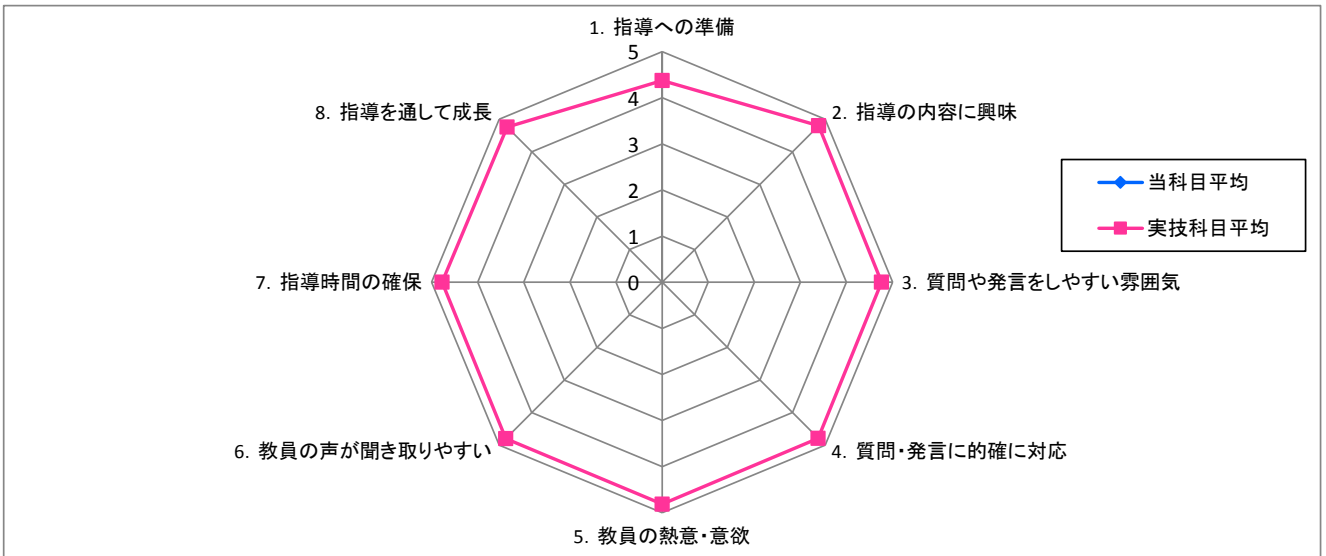 1. 指導への準備
2. 指導の内容に興味
3. 質問や発言をしやすい雰囲気
4. 質問・発言に的確に対応
5. 教員の熱意・意欲
6. 教員の声が聞き取りやすい
7. 指導時間の確保
8. 指導を通して成長
5
4
3
2
1
0
当科目平均
実技科目平均